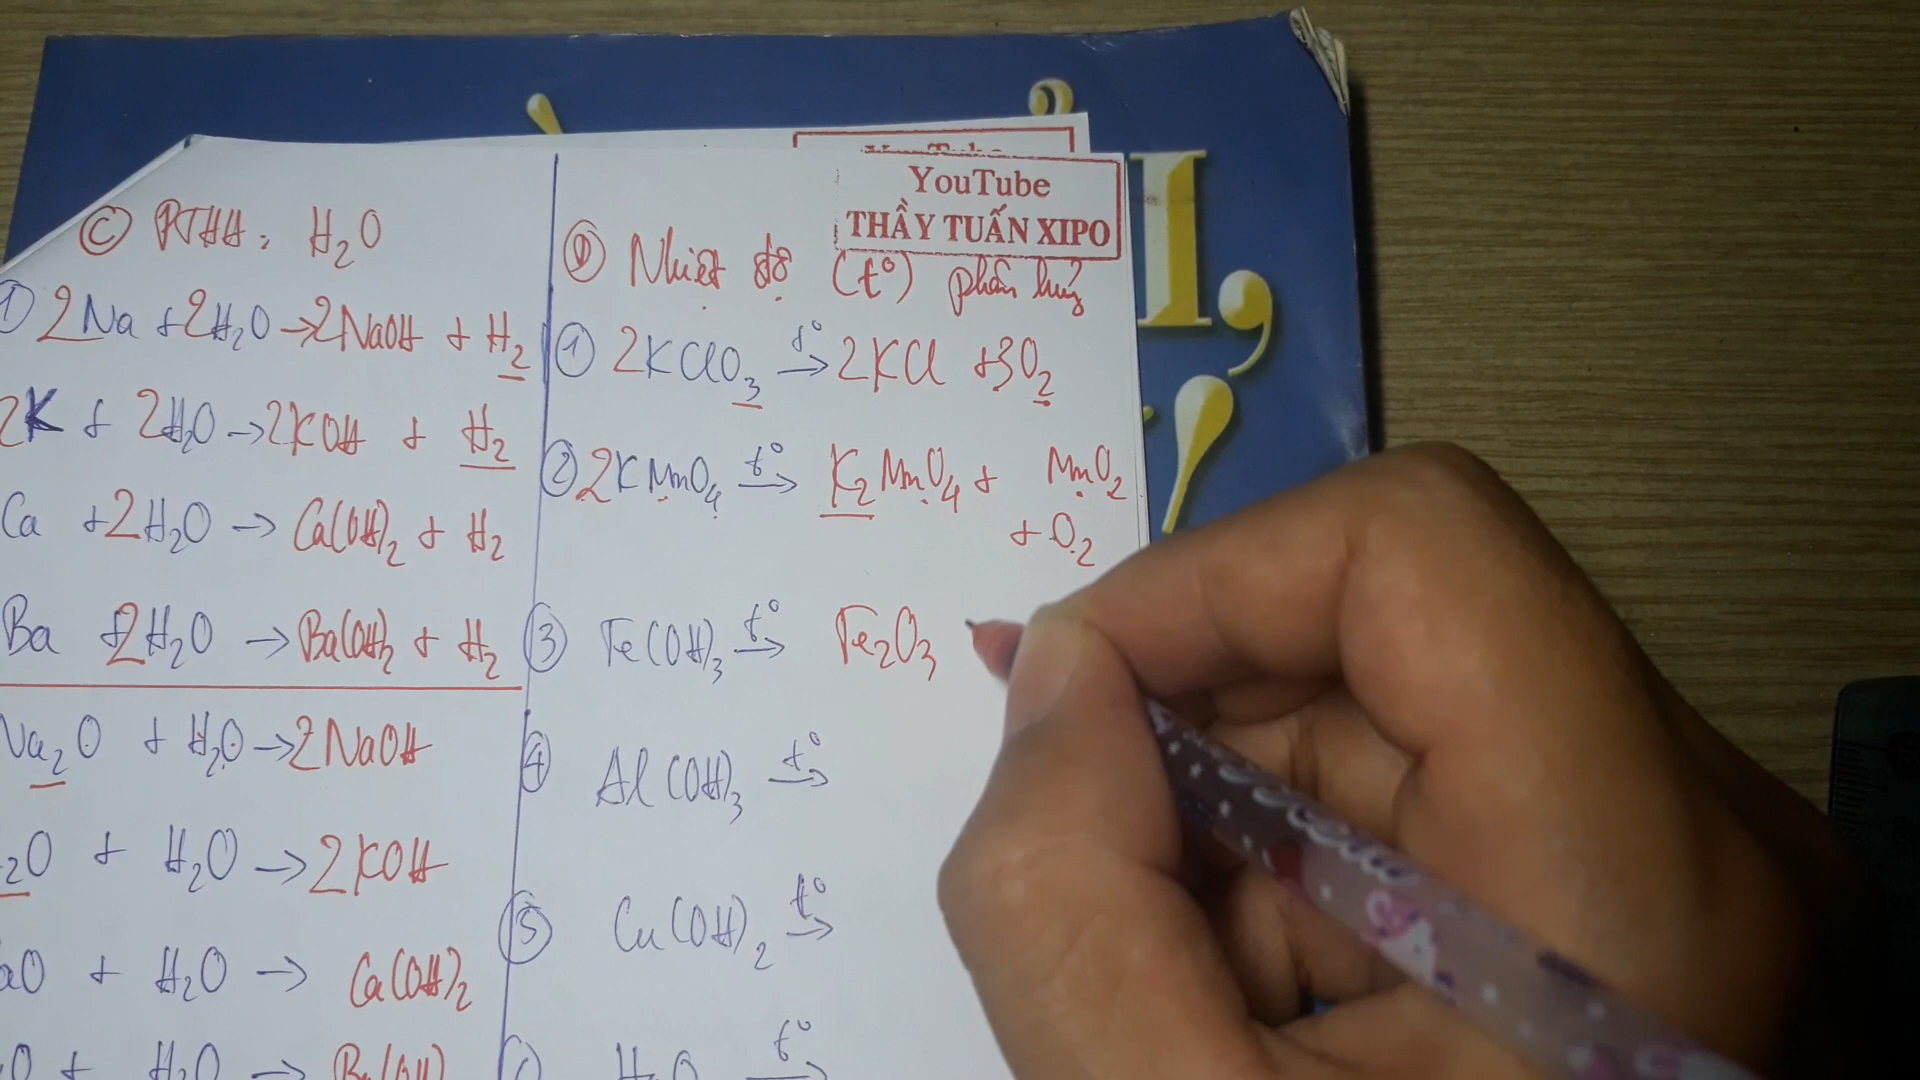 YouTube
THẦY TUẤN XIPO
Ⓒ PTHH: H₂O
① 2Na + 2H₂O → 2NaOH + H₂
2K + 2H₂O → 2KOH + H₂
Ca + 2H₂O → Ca(OH)₂ + H₂
Ba + 2H₂O → Ba(OH)₂ + H₂
Na₂O + H₂O → 2NaOH
₂O + H₂O → 2KOH
aO + H₂O → Ca(OH)₂
O + H₂O → Ba(OH)
Ⓓ Nhiệt độ (t°) phân huỷ
① 2KClO₃ t° → 2KCl + 3O₂
② 2KMnO₄ t° → K₂MnO₄ + MnO₂
+ O₂
③ Fe(OH)₃ t° → Fe₂O₃
④ Al(OH)₃ t° →
⑤ Cu(OH)₂ t° →
t° →